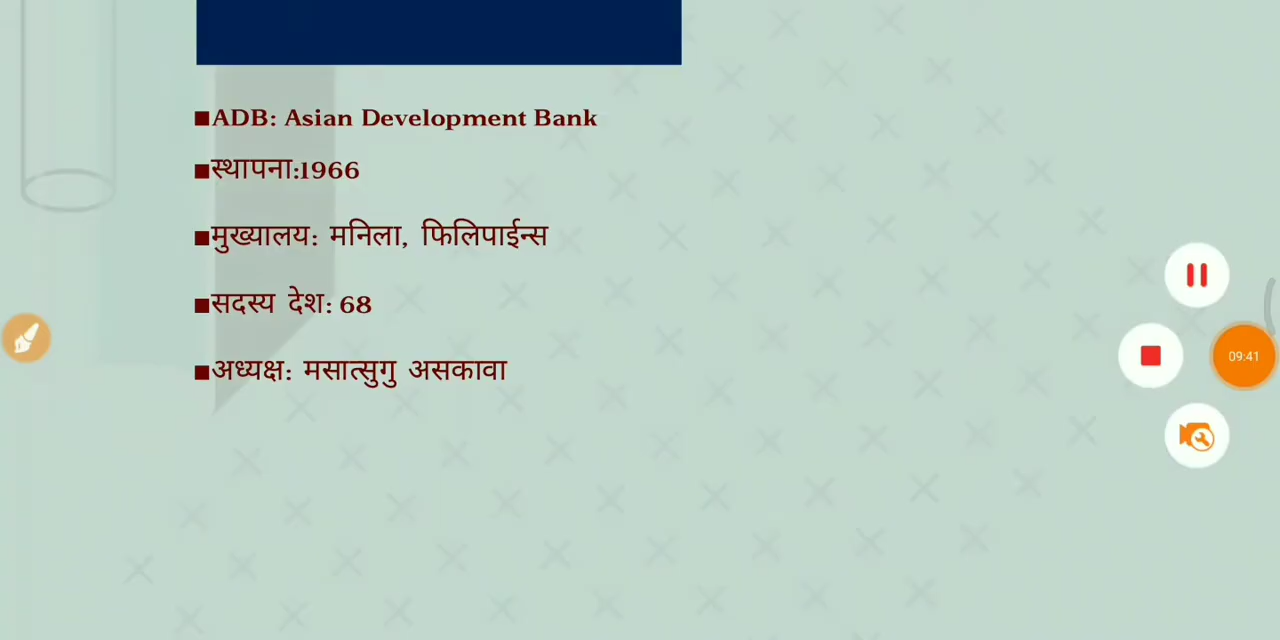 ■ADB: Asian Development Bank
■स्थापना:1966
■मुख्यालय: मनिला, फिलिपाईन्स
■सदस्य देश: 68
■अध्यक्ष: मसात्सुगु असकावा
09:41